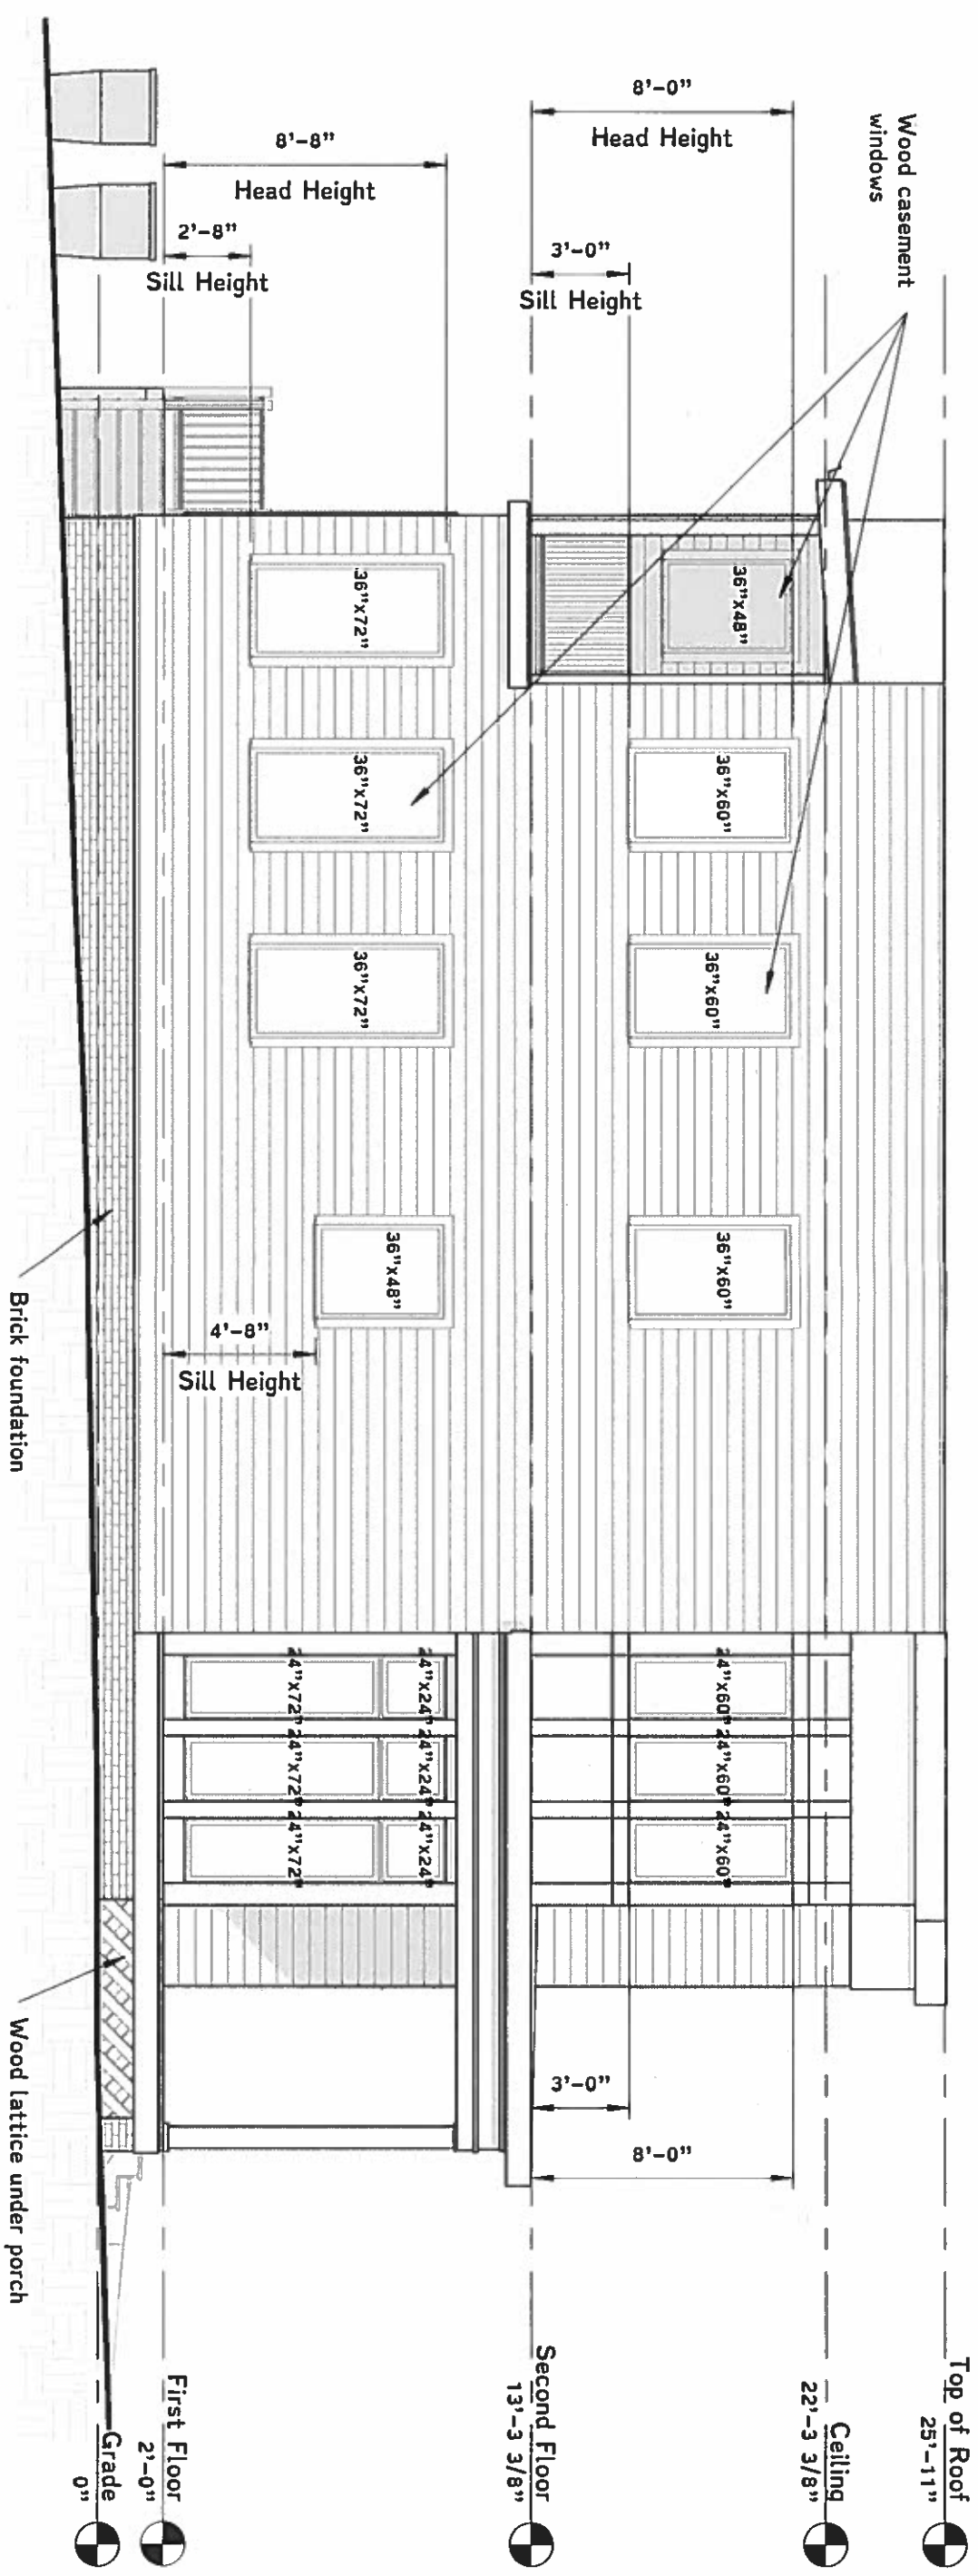 Wood casement
windows
8'-0"
Head Height
3'-0"
Sill Height
8'-8"
Head Height
2'-8"
Sill Height
36"x48"
36"x60"
36"x60"
36"x60"
36"x72"
36"x72"
36"x72"
36"x48"
4'-8"
Sill Height
24"x60"
24"x60"
24"x60"
24"x24"
24"x24"
24"x24"
24"x72"
24"x72"
24"x72"
3'-0"
8'-0"
Brick foundation
Wood lattice under porch
Top of Roof
25'-11"
Ceiling
22'-3 3/8"
Second Floor
13'-3 3/8"
First Floor
2'-0"
Grade
0"